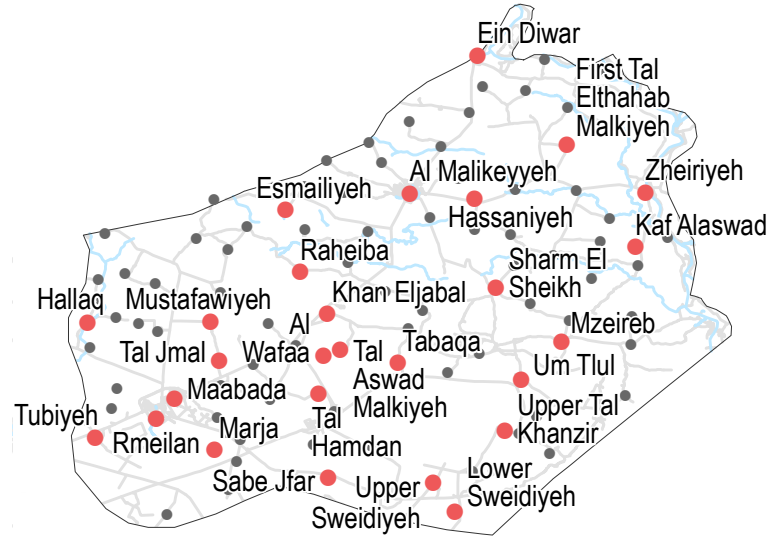 Ein Diwar
First Tal
Elthahab
Malkiyeh
Zheiriyeh
Al Malikeyyeh
Esmailiyeh
Hassaniyeh
Kaf Alaswad
Raheiba
Sharm El
Sheikh
Hallaq
Mustafawiyeh
Khan Eljabal
Al
Wafaa
Mzeireb
Tal Jmal
Tal
Aswad
Malkiyeh
Tabaqa
Um Tlul
Maabada
Tal
Hamdan
Upper Tal
Khanzir
Tubiyeh
Rmeilan
Marja
Sabe Jfar
Upper
Sweidiyeh
Lower
Sweidiyeh